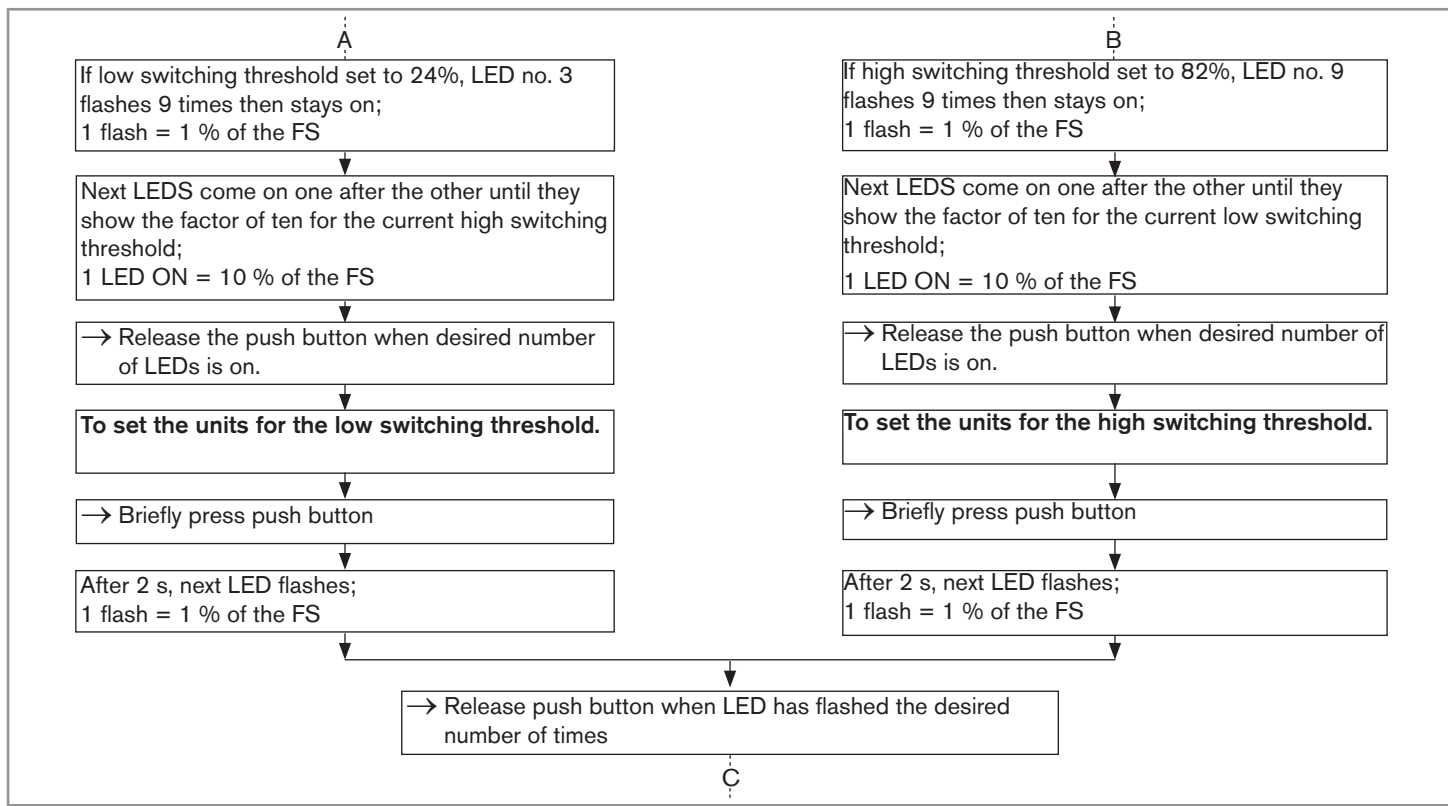 A
If low switching threshold set to 24%, LED no. 3
flashes 9 times then stays on;
1 flash = 1 % of the FS
Next LEDS come on one after the other until they
show the factor of ten for the current high switching
threshold;
1 LED ON = 10 % of the FS
→ Release the push button when desired number
of LEDs is on.
To set the units for the low switching threshold.
→ Briefly press push button
After 2 s, next LED flashes;
1 flash = 1 % of the FS
B
If high switching threshold set to 82%, LED no. 9
flashes 9 times then stays on;
1 flash = 1 % of the FS
Next LEDS come on one after the other until they
show the factor of ten for the current low switching
threshold;
1 LED ON = 10 % of the FS
→ Release the push button when desired number of
LEDs is on.
To set the units for the high switching threshold.
→ Briefly press push button
After 2 s, next LED flashes;
1 flash = 1 % of the FS
→ Release push button when LED has flashed the desired
number of times
C